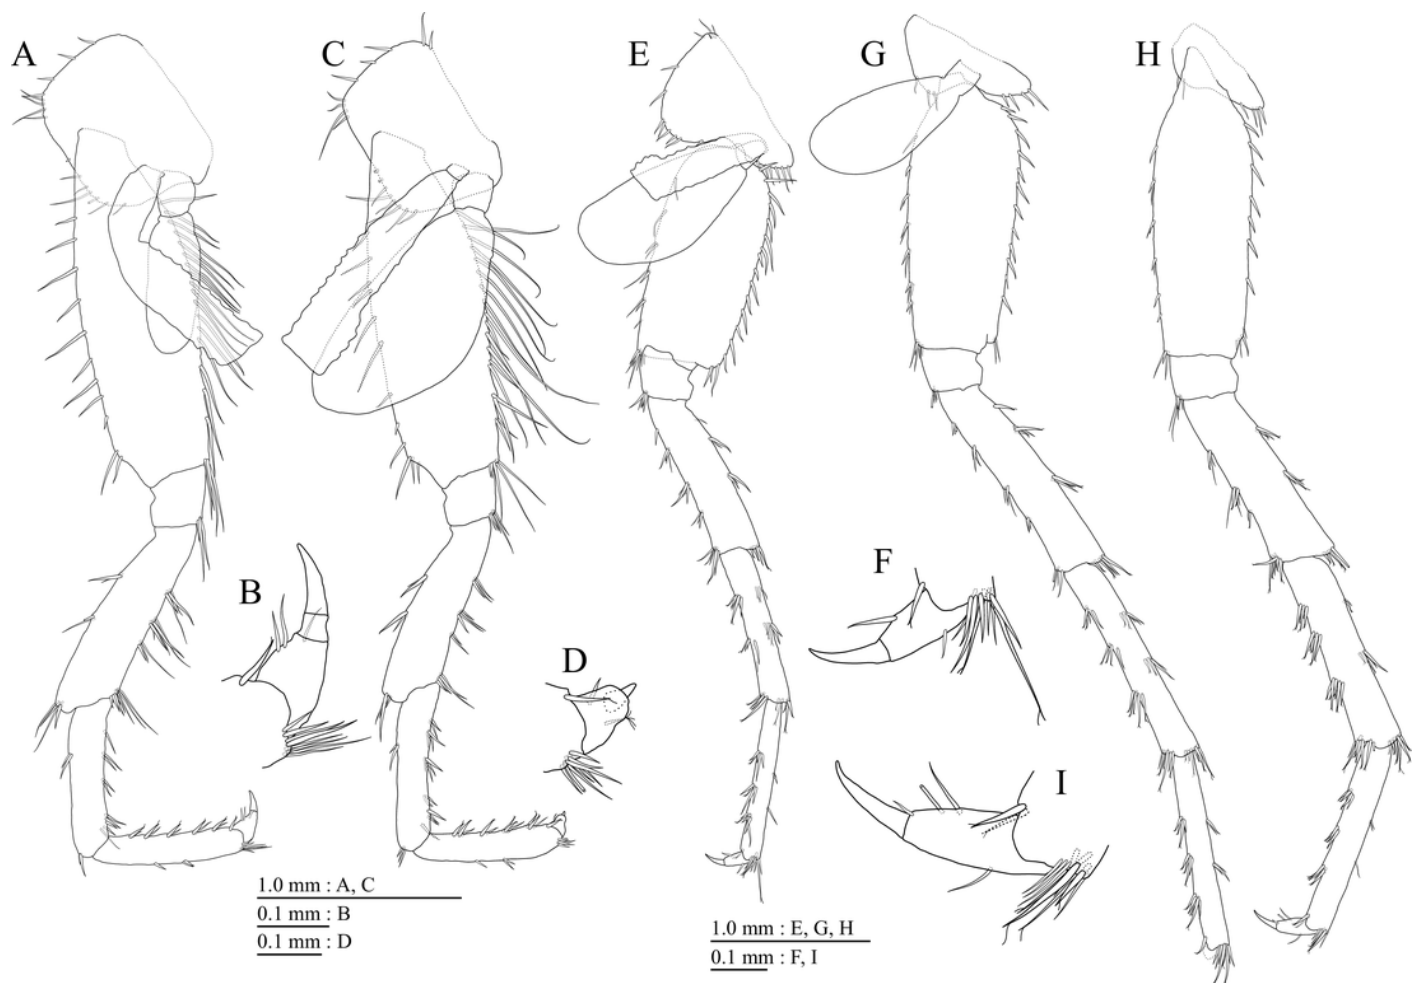 A
C
E
G
H
B
D
F
I
1.0 mm : A, C
0.1 mm : B
0.1 mm : D
1.0 mm : E, G, H
0.1 mm : F, I